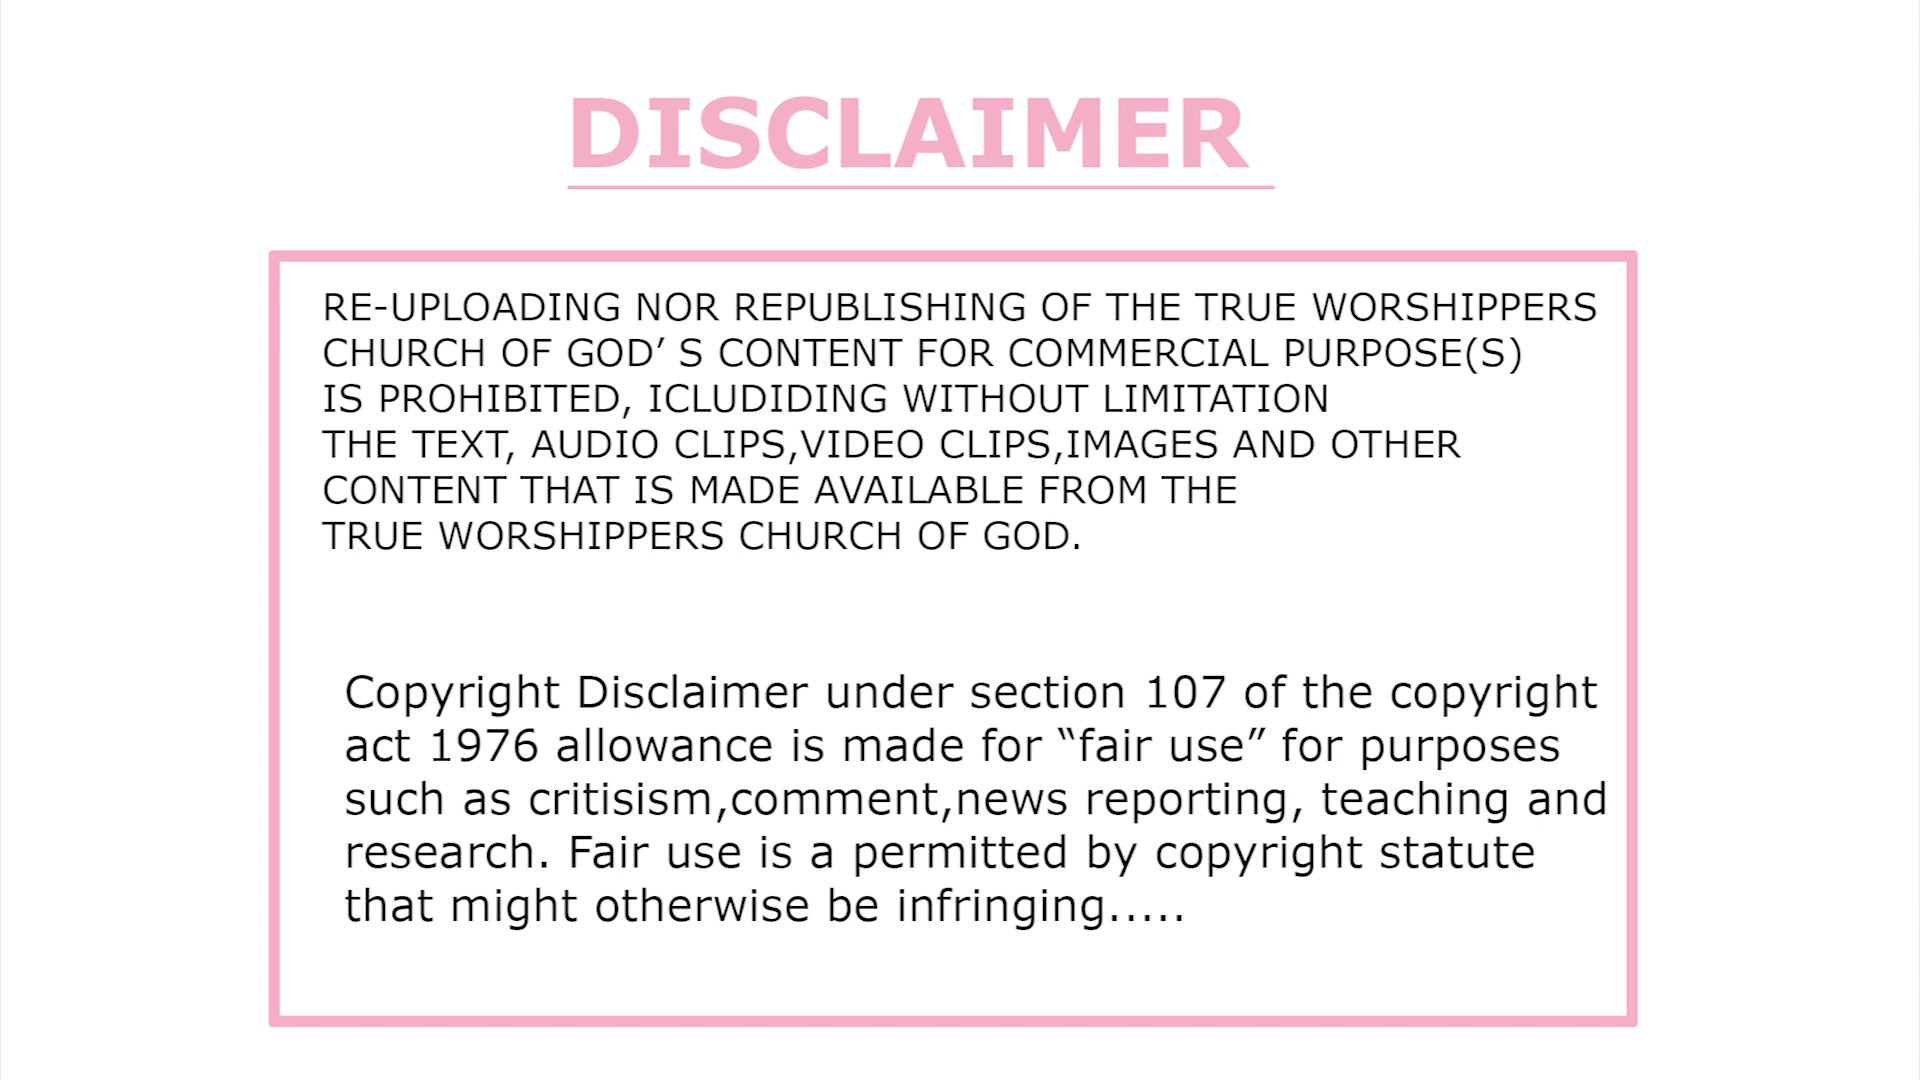 DISCLAIMER
RE-UPLOADING NOR REPUBLISHING OF THE TRUE WORSHIPPERS
CHURCH OF GOD’ S CONTENT FOR COMMERCIAL PURPOSE(S)
IS PROHIBITED, ICLUDIDING WITHOUT LIMITATION
THE TEXT, AUDIO CLIPS,VIDEO CLIPS,IMAGES AND OTHER
CONTENT THAT IS MADE AVAILABLE FROM THE
TRUE WORSHIPPERS CHURCH OF GOD.
Copyright Disclaimer under section 107 of the copyright
act 1976 allowance is made for “fair use” for purposes
such as critisism,comment,news reporting, teaching and
research. Fair use is a permitted by copyright statute
that might otherwise be infringing.....